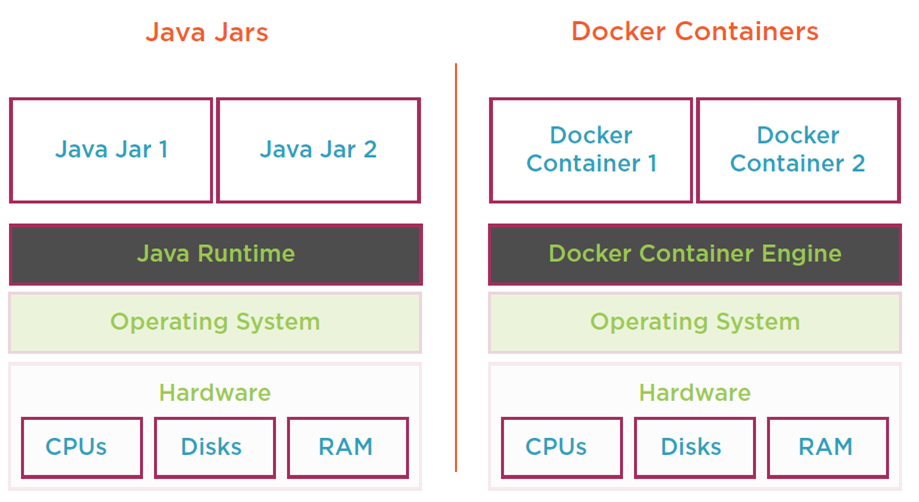 Java Jars
Java Jar 1
Java Jar 2
Java Runtime
Operating System
Hardware
CPUs
Disks
RAM
Docker Containers
Docker
Container 1
Docker
Container 2
Docker Container Engine
Operating System
Hardware
CPUs
Disks
RAM